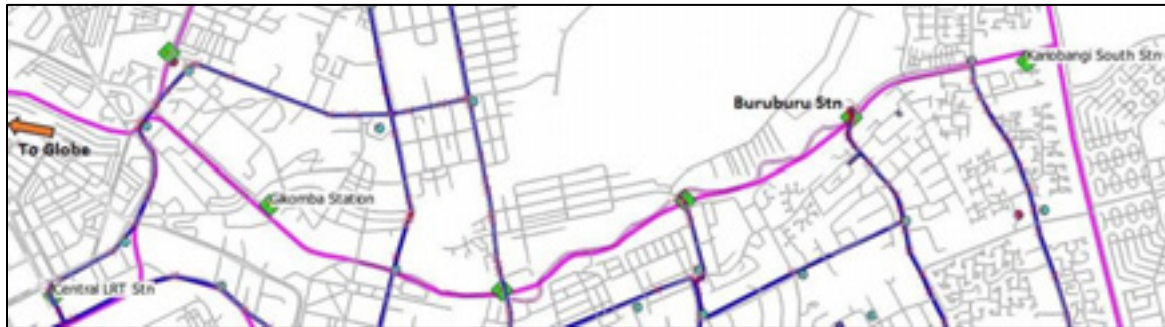 Kariobangi South Stn
Buruburu Stn
To Globe
Gikomba Station
Central LRT Stn